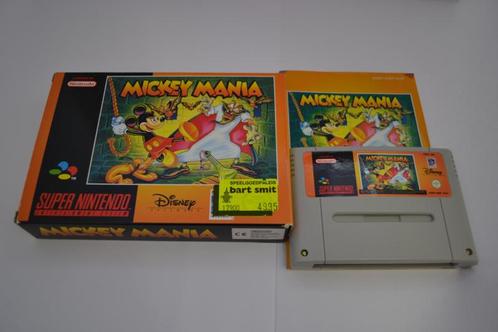 Nintendo
MICKEY MANIA
SUPER NINTENDO
ENTERTAINMENT SYSTEM
Disney
SOFTWARE
SPEELGOEDPALEIS
bart smit
4995
MICKEY MANIA
MICKEY MANIA
Nintendo
MICKEY MANIA
Disney
SUPER NINTENDO